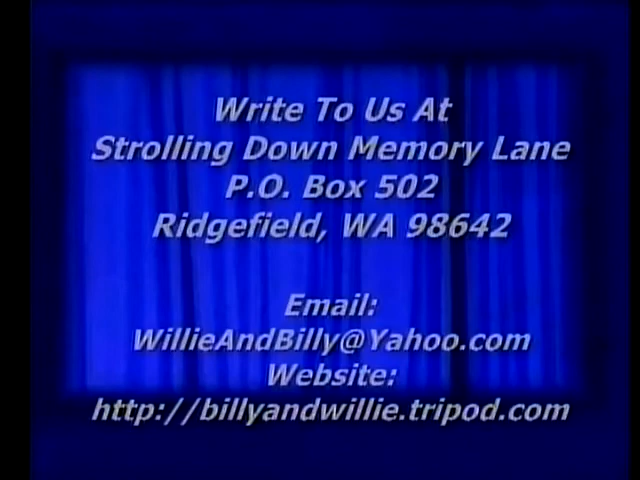 Write To Us At
Strolling Down Memory Lane
P.O. Box 502
Ridgefield, WA 98642
Email:
WillieAndBilly@Yahoo.com
Website:
http://billyandwillie.tripod.com